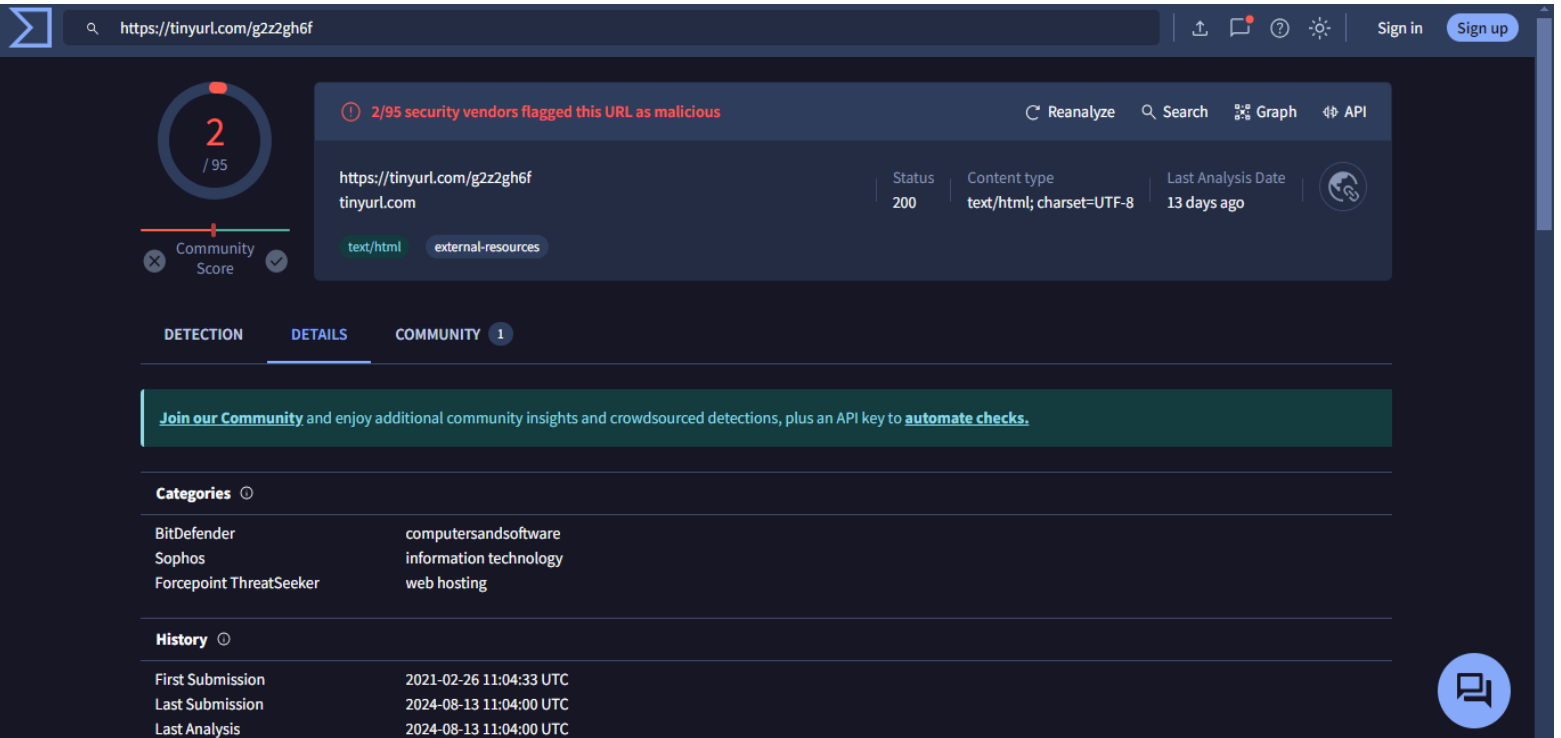 https://tinyurl.com/g2z2gh6f
Sign in
Sign up
2
/ 95
Community
Score
2/95 security vendors flagged this URL as malicious
Reanalyze
Search
Graph
API
https://tinyurl.com/g2z2gh6f
tinyurl.com
Status
200
Content type
text/html; charset=UTF-8
Last Analysis Date
13 days ago
text/html
external-resources
DETECTION
DETAILS
COMMUNITY 1
Join our Community and enjoy additional community insights and crowdsourced detections, plus an API key to automate checks.
Categories
BitDefender computersandsoftware
Sophos information technology
Forcepoint ThreatSeeker web hosting
History
First Submission 2021-02-26 11:04:33 UTC
Last Submission 2024-08-13 11:04:00 UTC
Last Analysis 2024-08-13 11:04:00 UTC